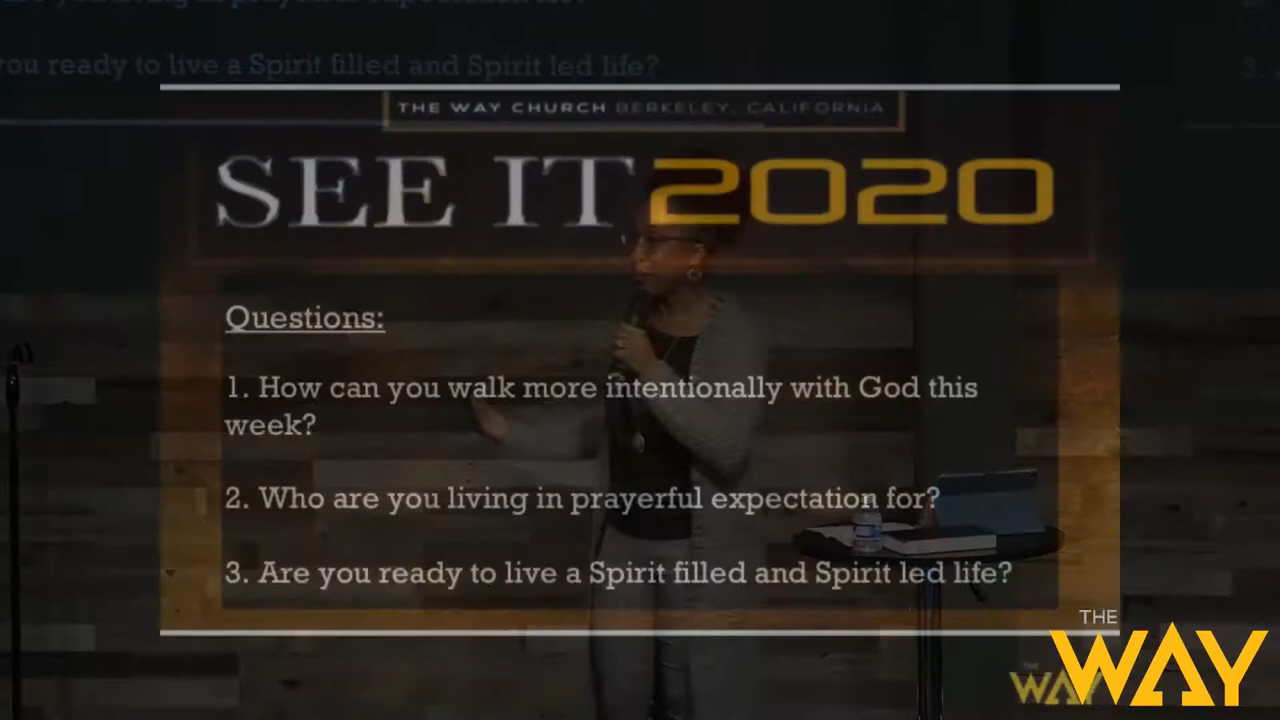 you ready to live a Spirit filled and Spirit led life?
3.
THE WAY CHURCH BERKELEY, CALIFORNIA
SEE IT 2020
Questions:
1. How can you walk more intentionally with God this
week?
2. Who are you living in prayerful expectation for?
3. Are you ready to live a Spirit filled and Spirit led life?
THE
WAY
WAY